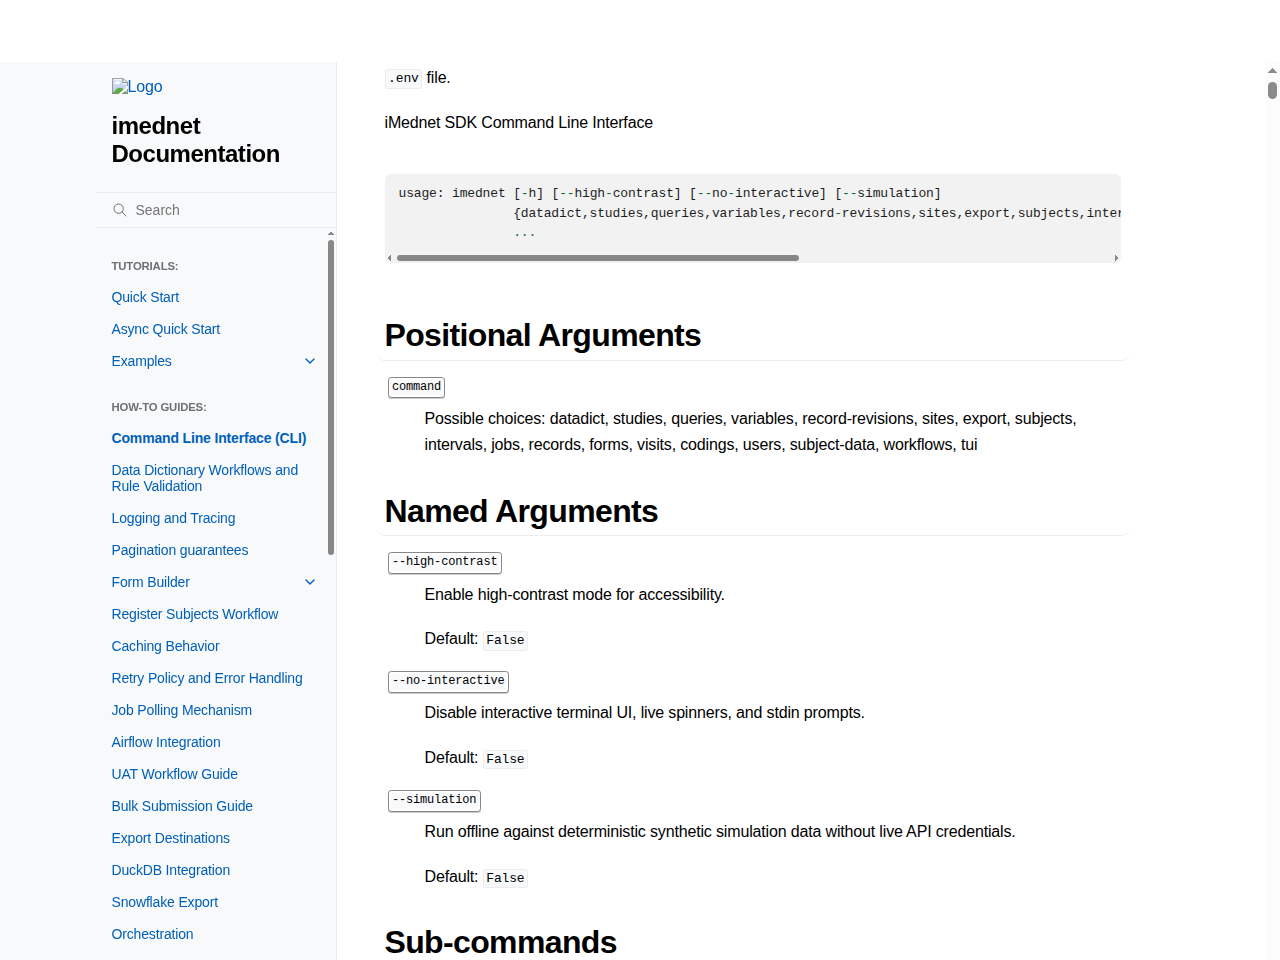 Logo
imednet
Documentation
Search
TUTORIALS:
Quick Start
Async Quick Start
Examples
HOW-TO GUIDES:
Command Line Interface (CLI)
Data Dictionary Workflows and
Rule Validation
Logging and Tracing
Pagination guarantees
Form Builder
Register Subjects Workflow
Caching Behavior
Retry Policy and Error Handling
Job Polling Mechanism
Airflow Integration
UAT Workflow Guide
Bulk Submission Guide
Export Destinations
DuckDB Integration
Snowflake Export
Orchestration
.env file.
iMednet SDK Command Line Interface
usage: imednet [-h] [--high-contrast] [--no-interactive] [--simulation]
{datadict,studies,queries,variables,record-revisions,sites,export,subjects,inter
...
Positional Arguments
command
Possible choices: datadict, studies, queries, variables, record-revisions, sites, export, subjects,
intervals, jobs, records, forms, visits, codings, users, subject-data, workflows, tui
Named Arguments
--high-contrast
Enable high-contrast mode for accessibility.
Default: False
--no-interactive
Disable interactive terminal UI, live spinners, and stdin prompts.
Default: False
--simulation
Run offline against deterministic synthetic simulation data without live API credentials.
Default: False
Sub-commands